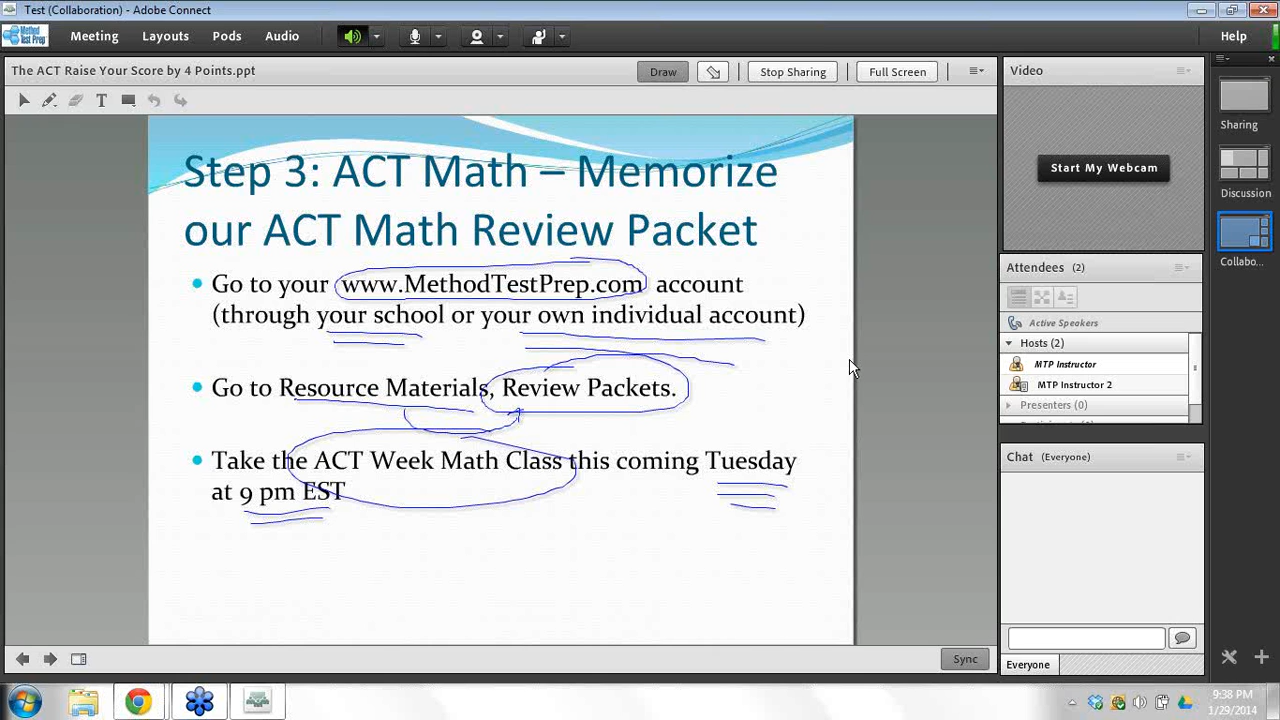 Test (Collaboration) - Adobe Connect
Method Test Prep
Meeting Layouts Pods Audio Help
The ACT Raise Your Score by 4 Points.ppt Draw Stop Sharing Full Screen
Video
Start My Webcam
Sharing
Discussion
Collabo...
Step 3: ACT Math – Memorize
our ACT Math Review Packet
• Go to your www.MethodTestPrep.com account
(through your school or your own individual account)
• Go to Resource Materials, Review Packets.
• Take the ACT Week Math Class this coming Tuesday
at 9 pm EST
Attendees (2)
Active Speakers
Hosts (2)
MTP Instructor
MTP Instructor 2
Presenters (0)
Chat (Everyone)
Everyone
Sync
9:38 PM
1/29/2014